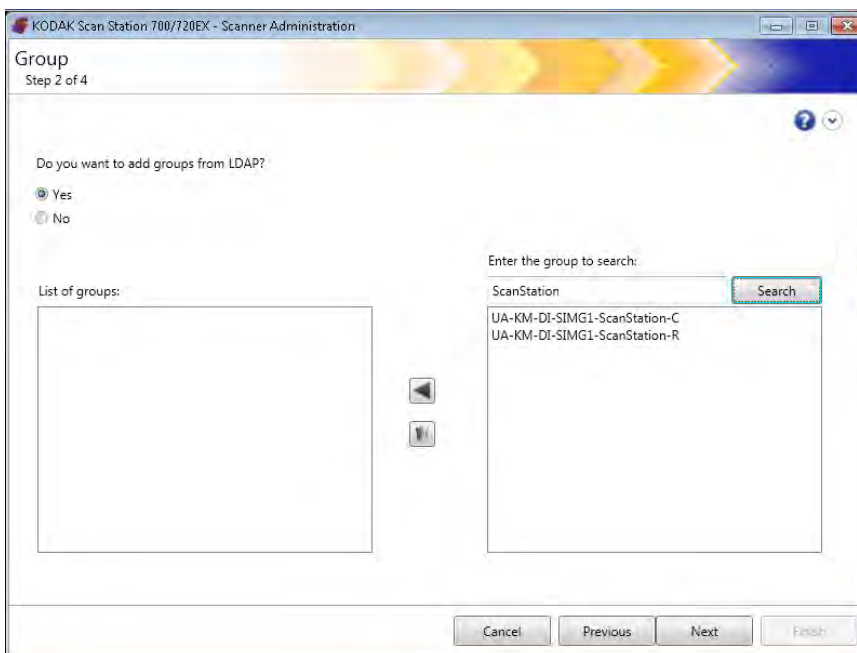 KODAK Scan Station 700/720EX - Scanner Administration
Group
Step 2 of 4
Do you want to add groups from LDAP?
Yes
No
Enter the group to search:
List of groups:
ScanStation
Search
UA-KM-DI-SIMG1-ScanStation-C
UA-KM-DI-SIMG1-ScanStation-R
Cancel
Previous
Next
Finish